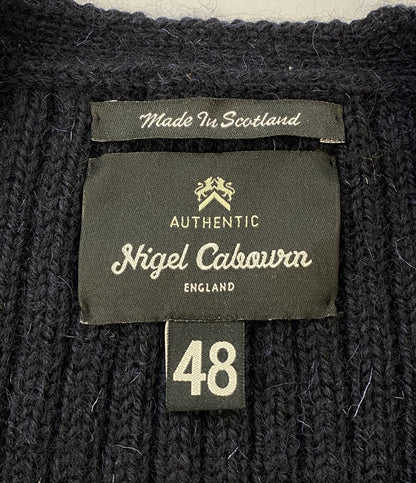 Made In Scotland
AUTHENTIC
Nigel Cabourn
ENGLAND
48